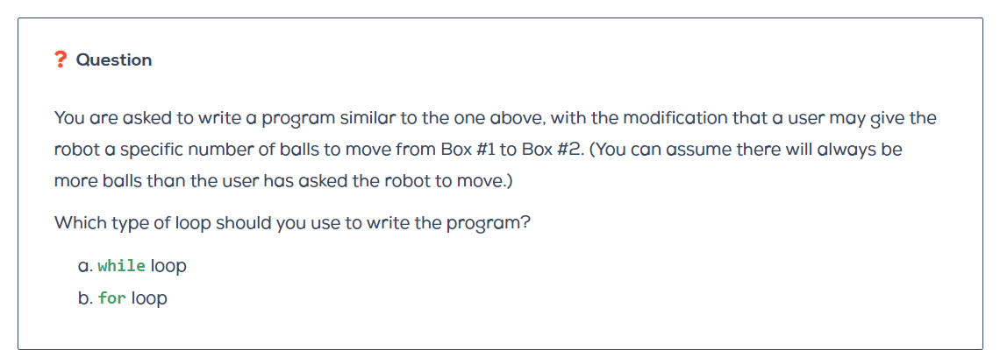 ❓ Question
You are asked to write a program similar to the one above, with the modification that a user may give the
robot a specific number of balls to move from Box #1 to Box #2. (You can assume there will always be
more balls than the user has asked the robot to move.)
Which type of loop should you use to write the program?
a. while loop
b. for loop